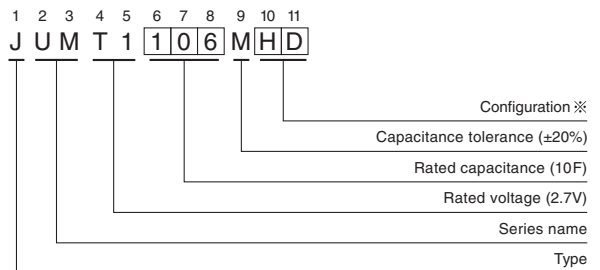 1 2 3 4 5 6 7 8 9 10 11
J U M T 1 1 0 6 M H D
Configuration ※
Capacitance tolerance (±20%)
Rated capacitance (10F)
Rated voltage (2.7V)
Series name
Type